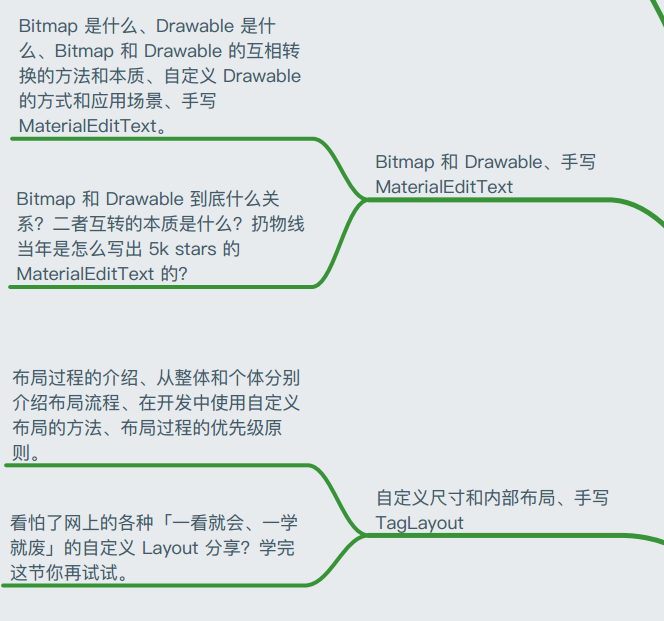 Bitmap 是什么、Drawable 是什
么、Bitmap 和 Drawable 的互相转
换的方法和本质、自定义 Drawable
的方式和应用场景、手写
MaterialEditText。
Bitmap 和 Drawable、手写
MaterialEditText
Bitmap 和 Drawable 到底什么关
系？二者互转的本质是什么？扔物线
当年是怎么写出 5k stars 的
MaterialEditText 的？
布局过程的介绍、从整体和个体分别
介绍布局流程、在开发中使用自定义
布局的方法、布局过程的优先级原
则。
自定义尺寸和内部布局、手写
TagLayout
看怕了网上的各种「一看就会、一学
就废」的自定义 Layout 分享？学完
这节你再试试。